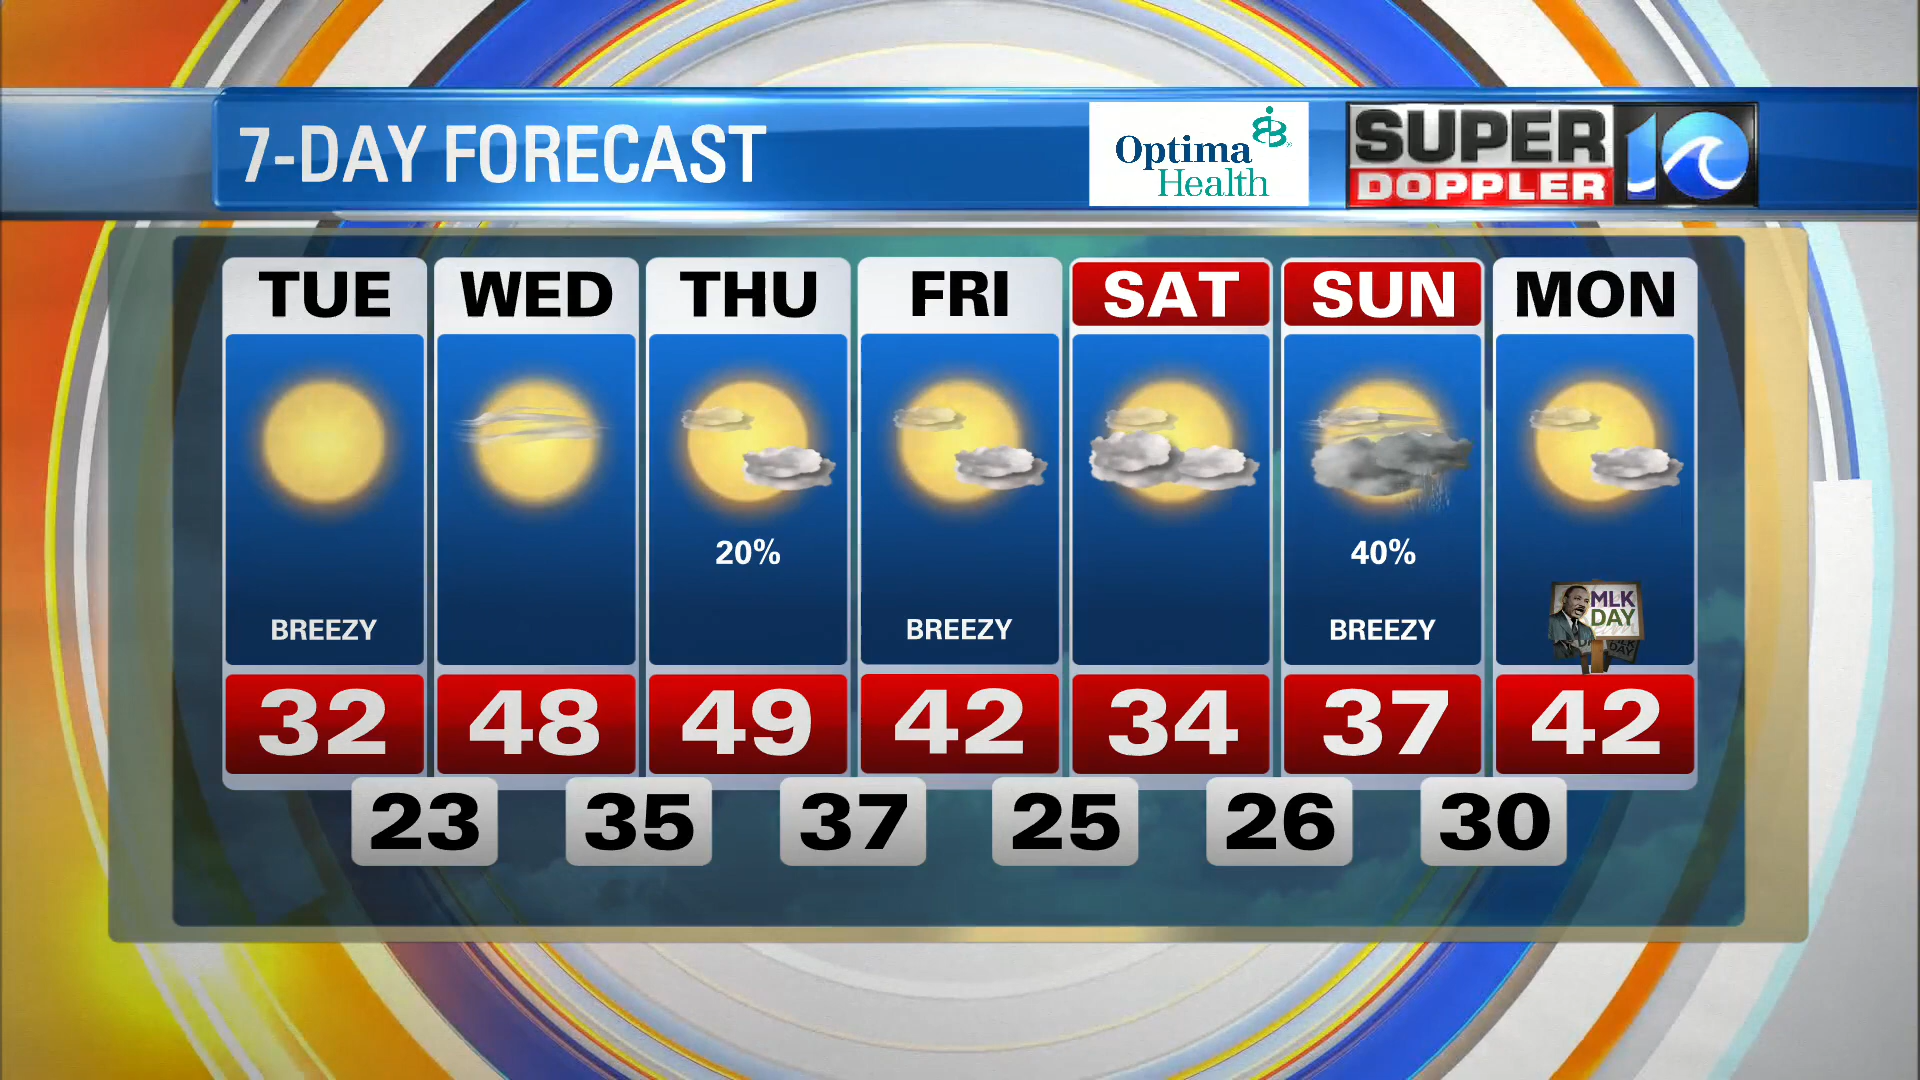 7-DAY FORECAST
Optima
Health
SUPER
DOPPLER
10
TUE WED THU FRI SAT SUN MON
20% 40%
BREEZY BREEZY BREEZY
MLK
DAY
32 48 49 42 34 37 42
23 35 37 25 26 30